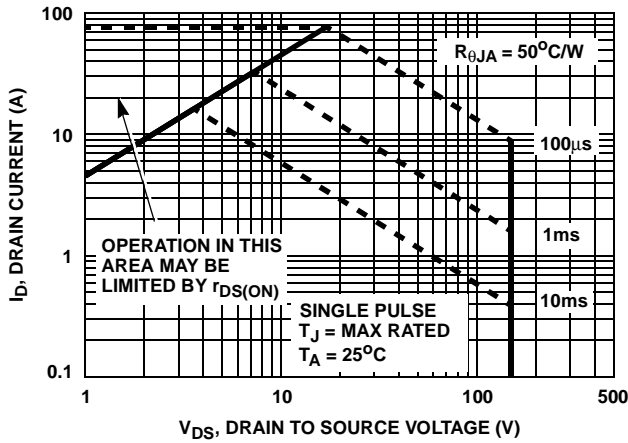 100
10
1
0.1
I_D, DRAIN CURRENT (A)
R_θJA = 50°C/W
100μs
1ms
10ms
OPERATION IN THIS
AREA MAY BE
LIMITED BY r_DS(ON)
SINGLE PULSE
T_J = MAX RATED
T_A = 25°C
1
10
100
500
V_DS, DRAIN TO SOURCE VOLTAGE (V)